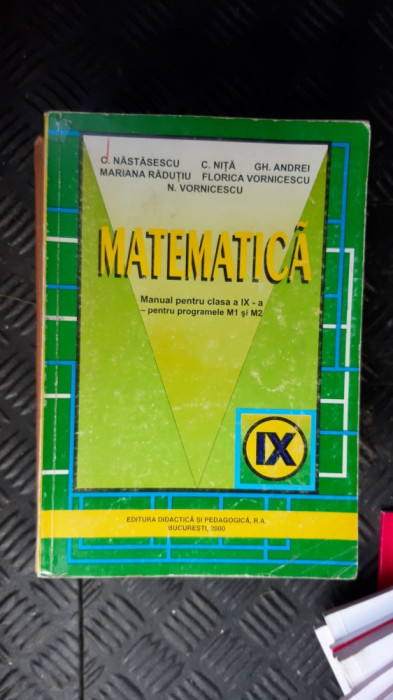 C. NĂSTĂSESCU C. NIȚĂ GH. ANDREI
MARIANA RĂDUȚIU FLORICA VORNICESCU
N. VORNICESCU
MATEMATICĂ
Manual pentru clasa a IX - a
– pentru programele M1 și M2
IX
EDITURA DIDACTICĂ ȘI PEDAGOGICĂ, R.A.
BUCUREȘTI, 2000